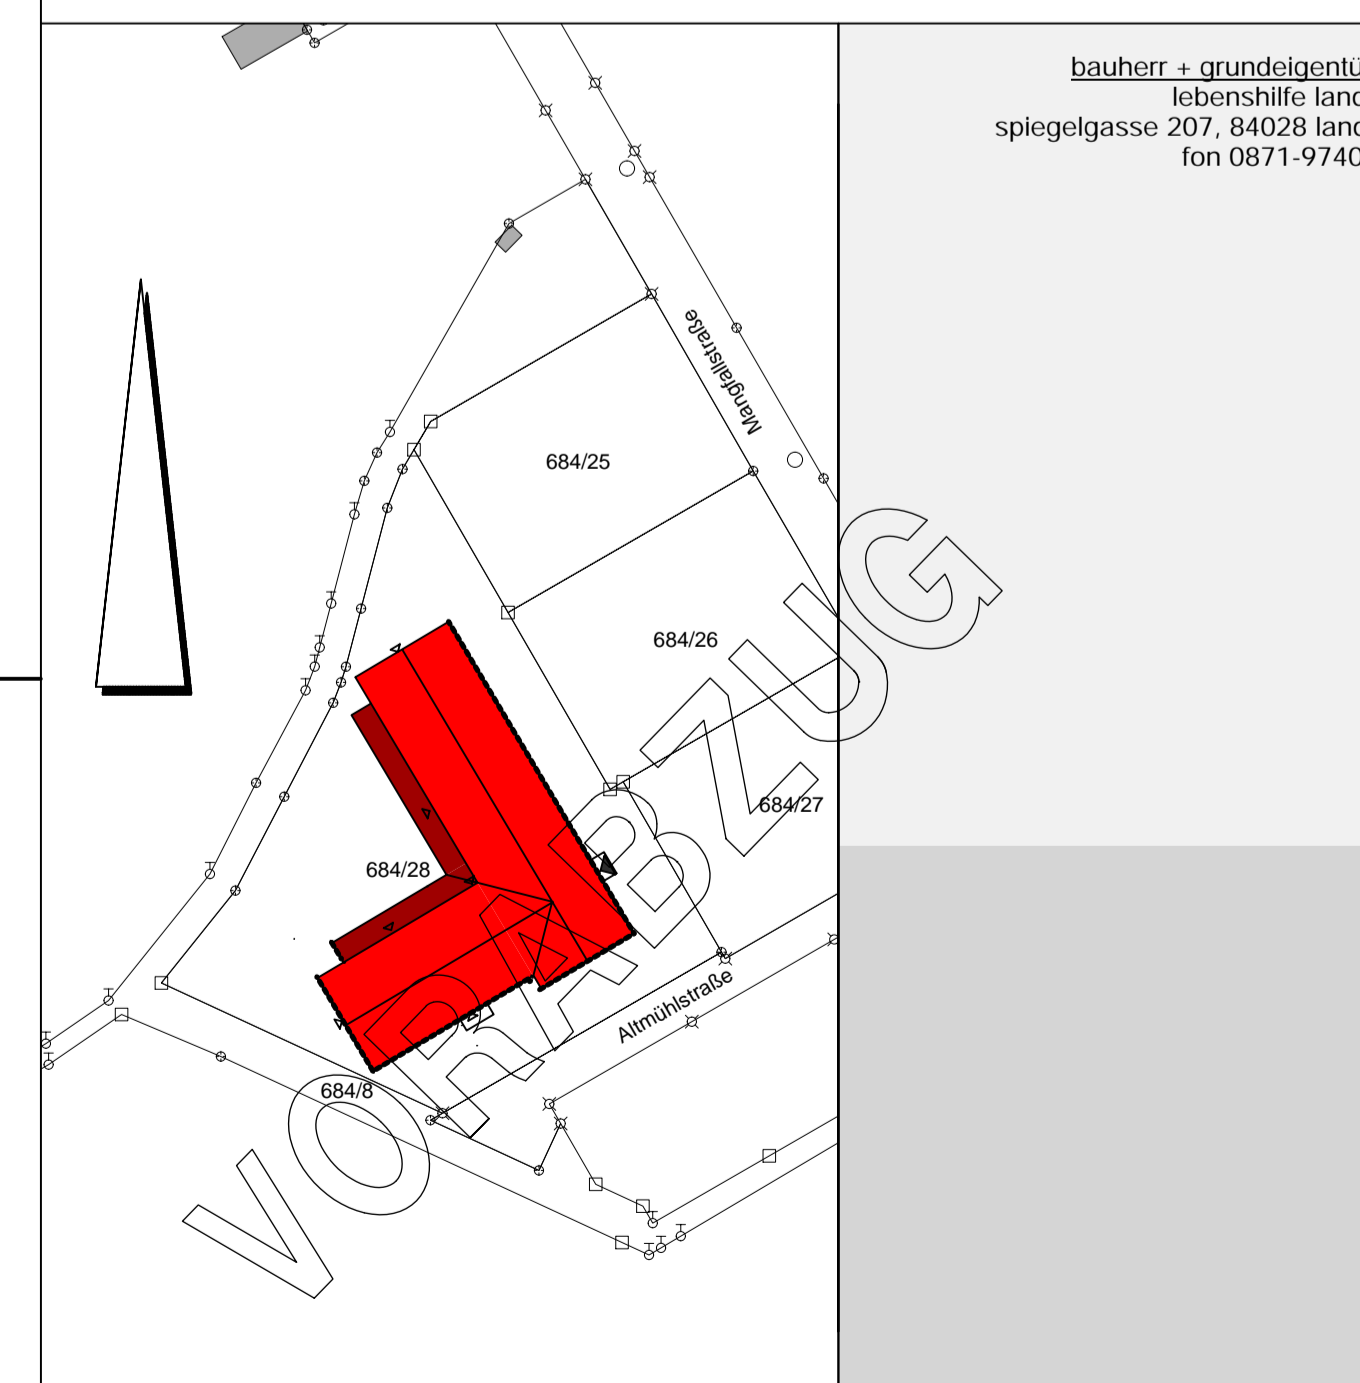 bauherr + grundeigentü
lebenshilfe land
spiegelgasse 207, 84028 land
fon 0871-9740
Mangfallstraße
684/25
684/26
684/27
684/28
Altmühlstraße
684/8
VORABZUG